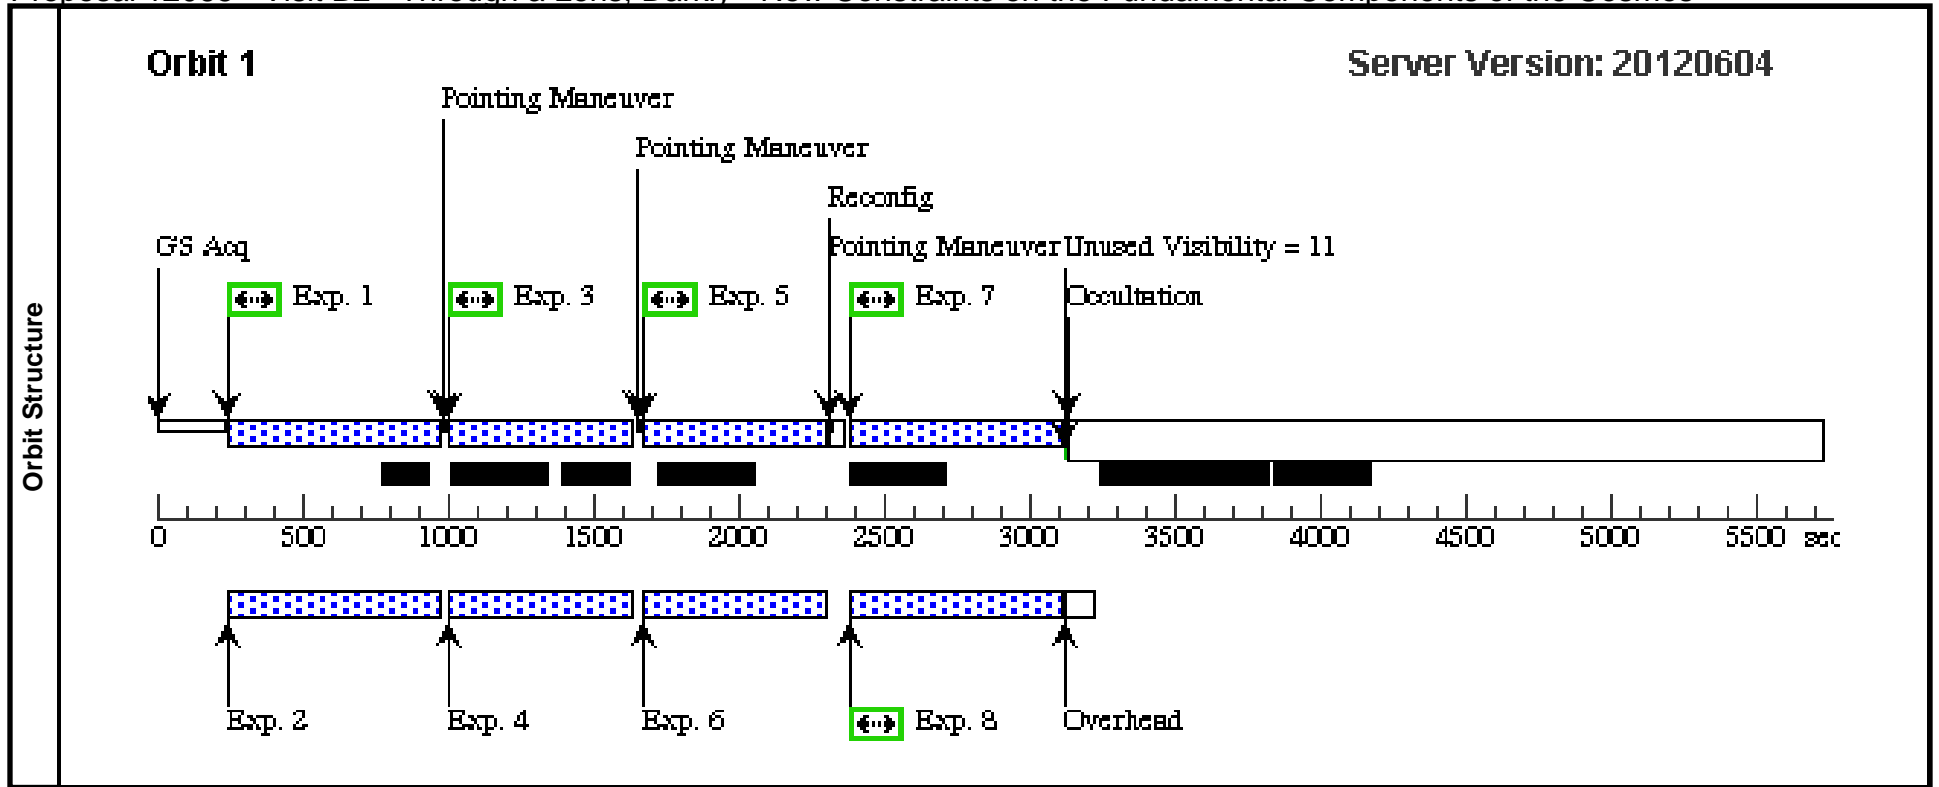 Orbit 1
Server Version: 20120604
Pointing Maneuver
Pointing Maneuver
Reconfig
GS Acq
Pointing Maneuver
Unused Visibility = 11
Exp. 1
Exp. 3
Exp. 5
Exp. 7
Occultation
Orbit Structure
0 500 1000 1500 2000 2500 3000 3500 4000 4500 5000 5500 sec
Exp. 2
Exp. 4
Exp. 6
Exp. 8
Overhead